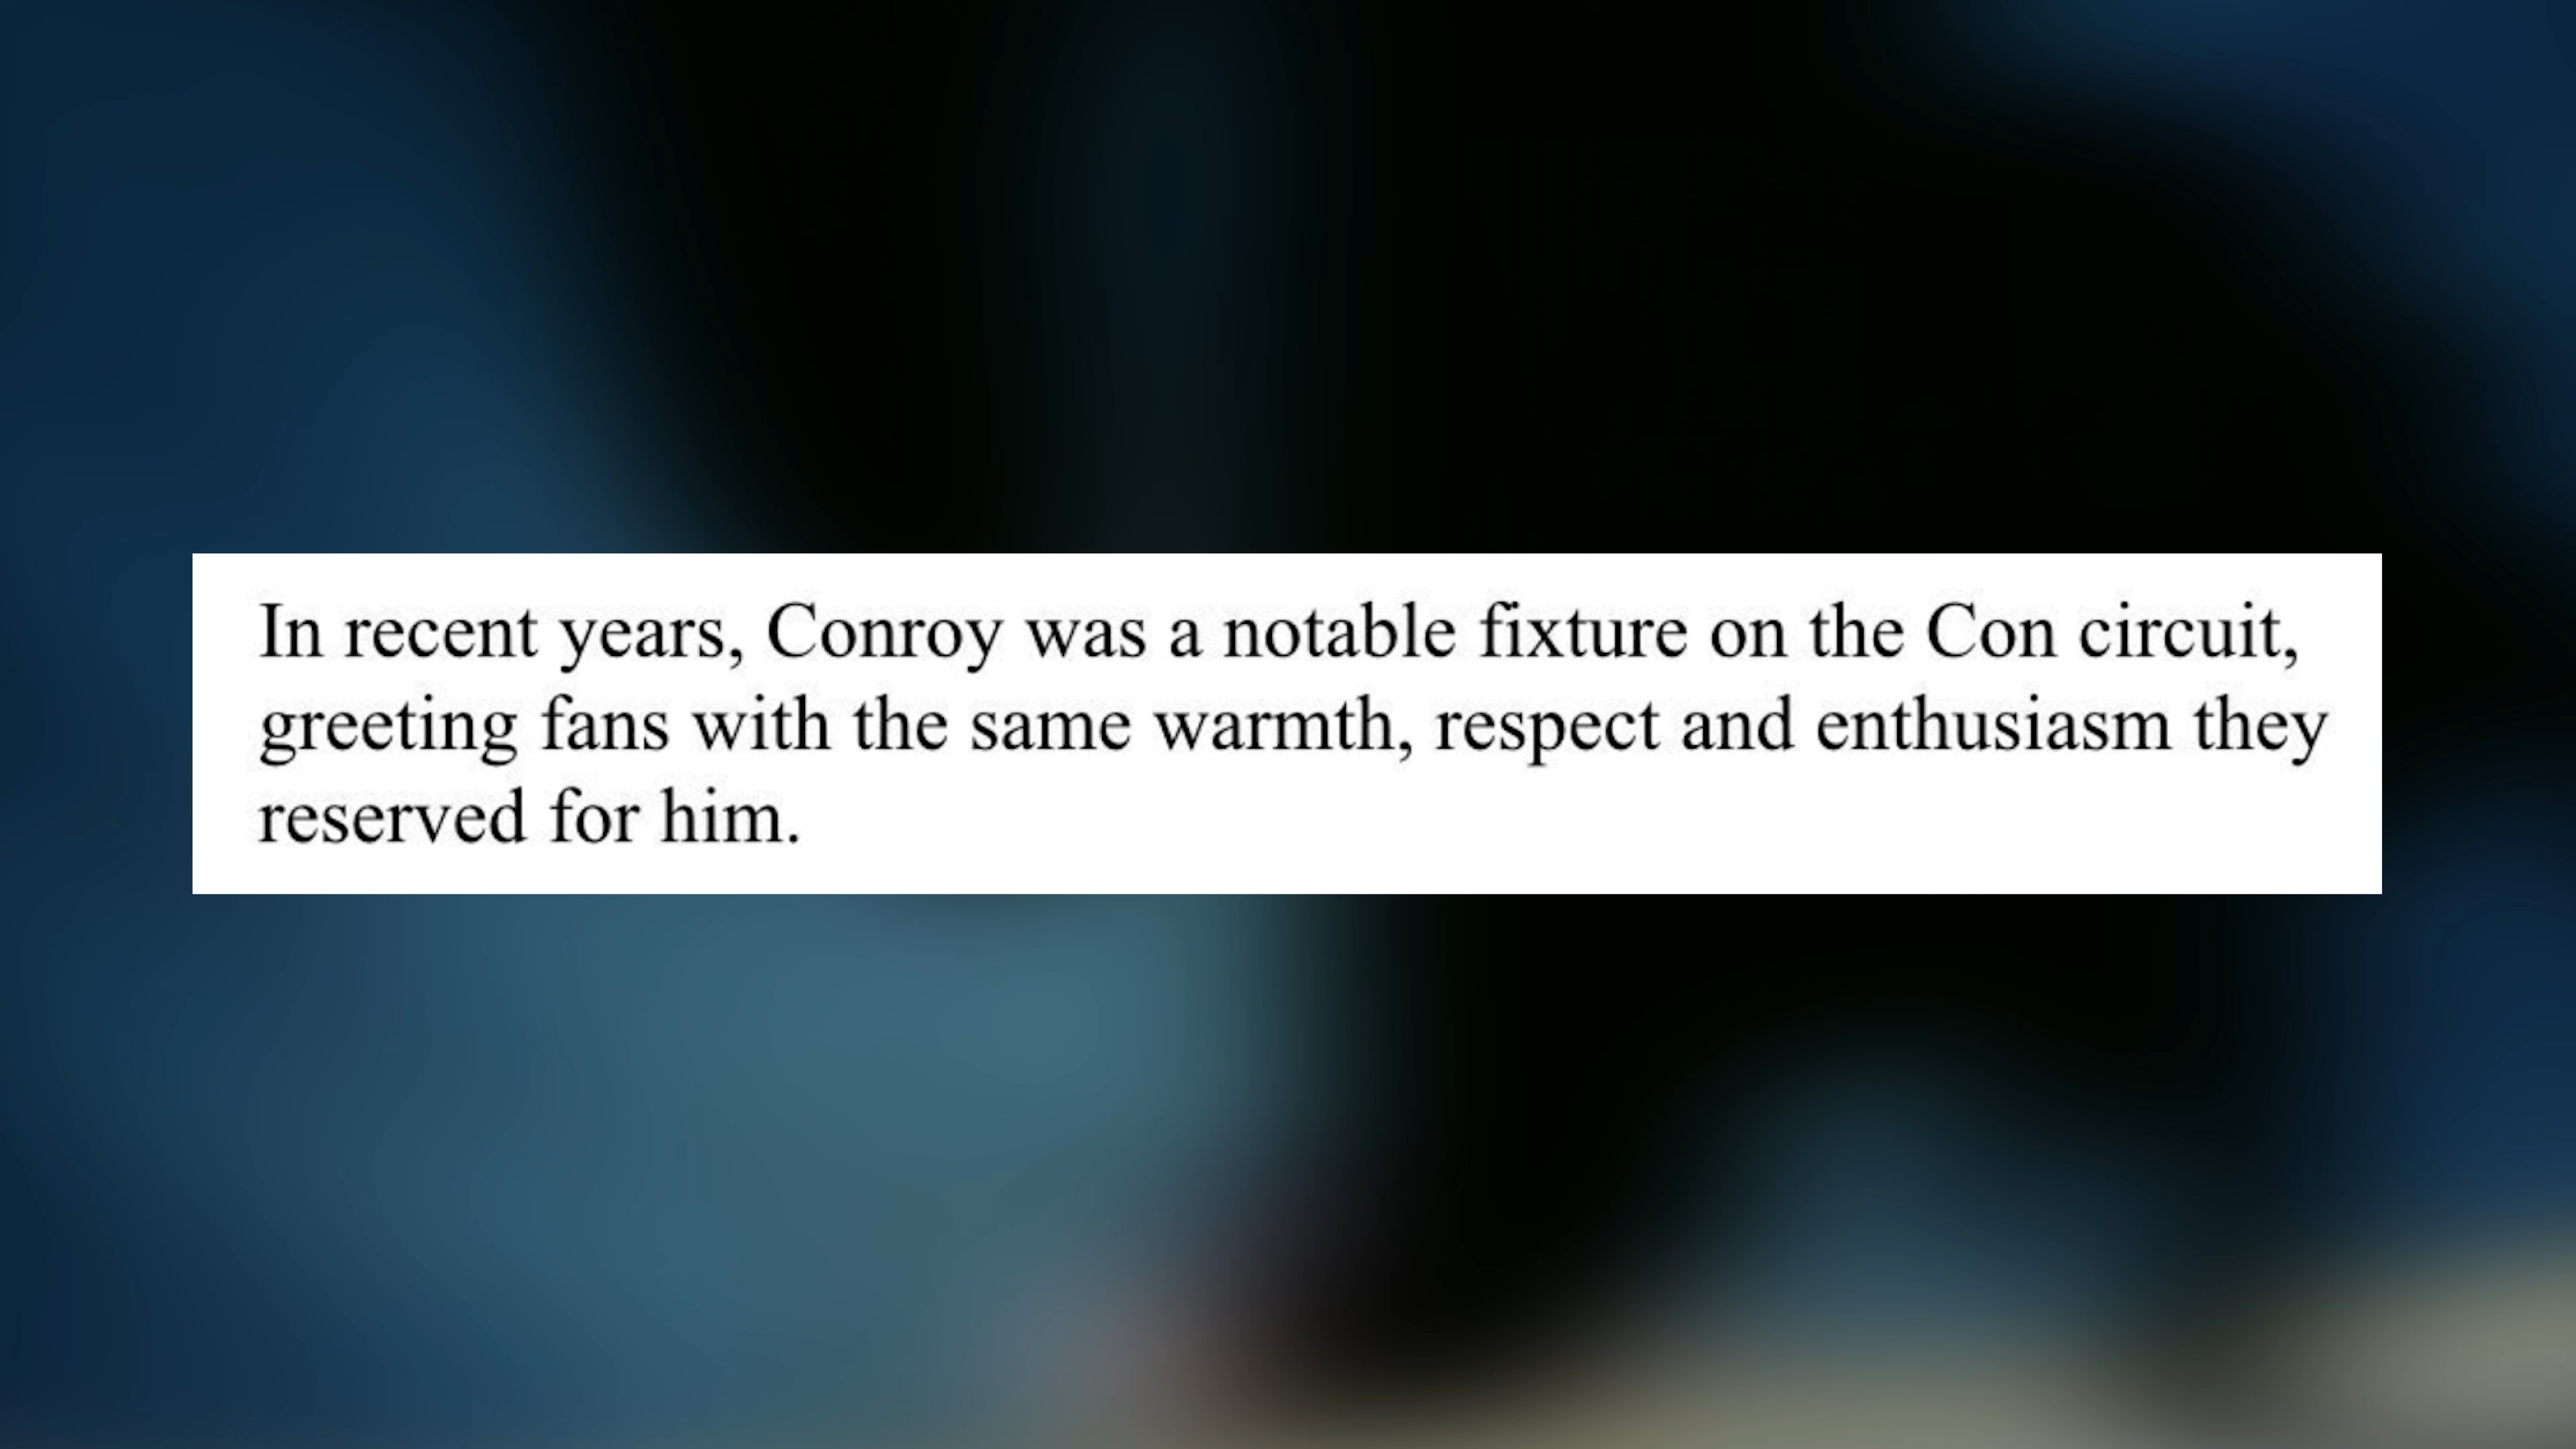 In recent years, Conroy was a notable fixture on the Con circuit,
greeting fans with the same warmth, respect and enthusiasm they
reserved for him.